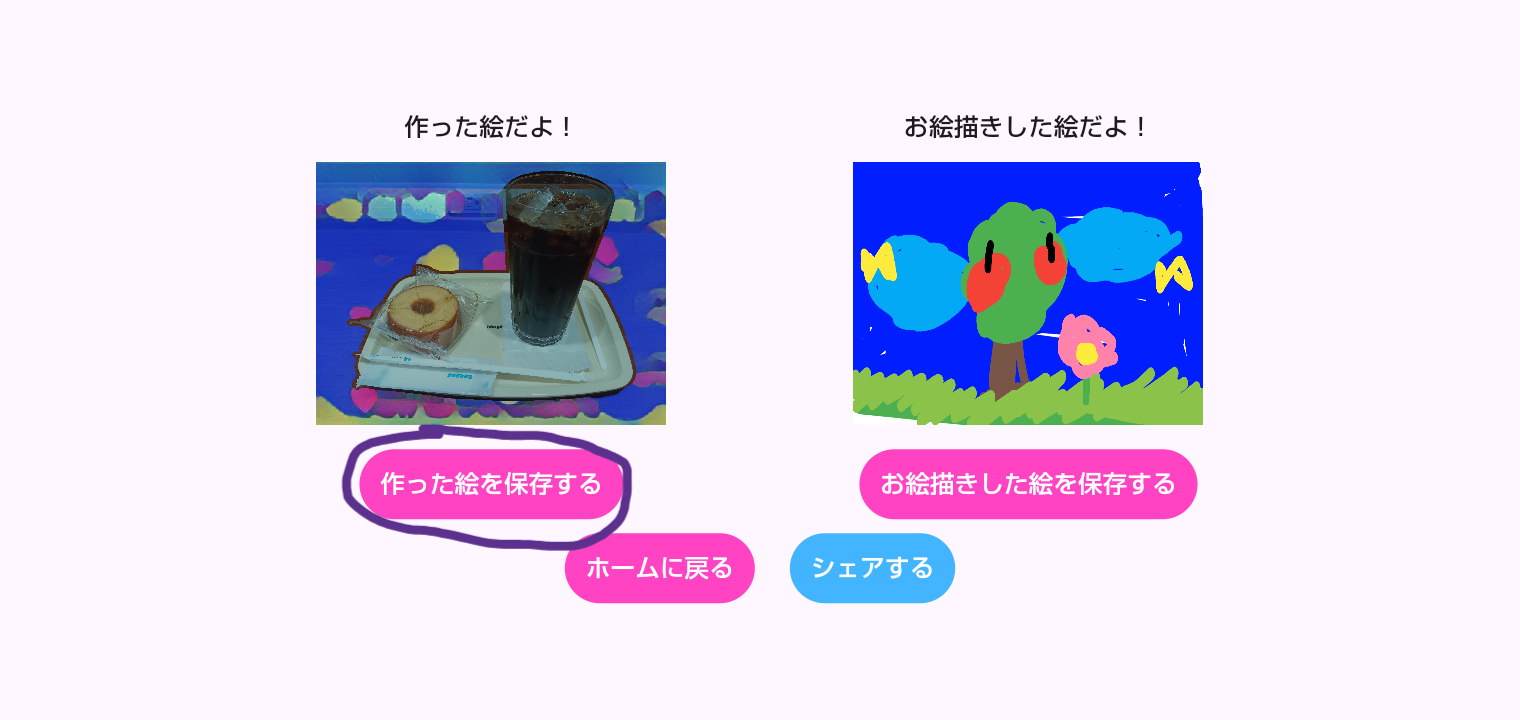 作った絵だよ！
お絵描きした絵だよ！
作った絵を保存する
お絵描きした絵を保存する
ホームに戻る
シェアする